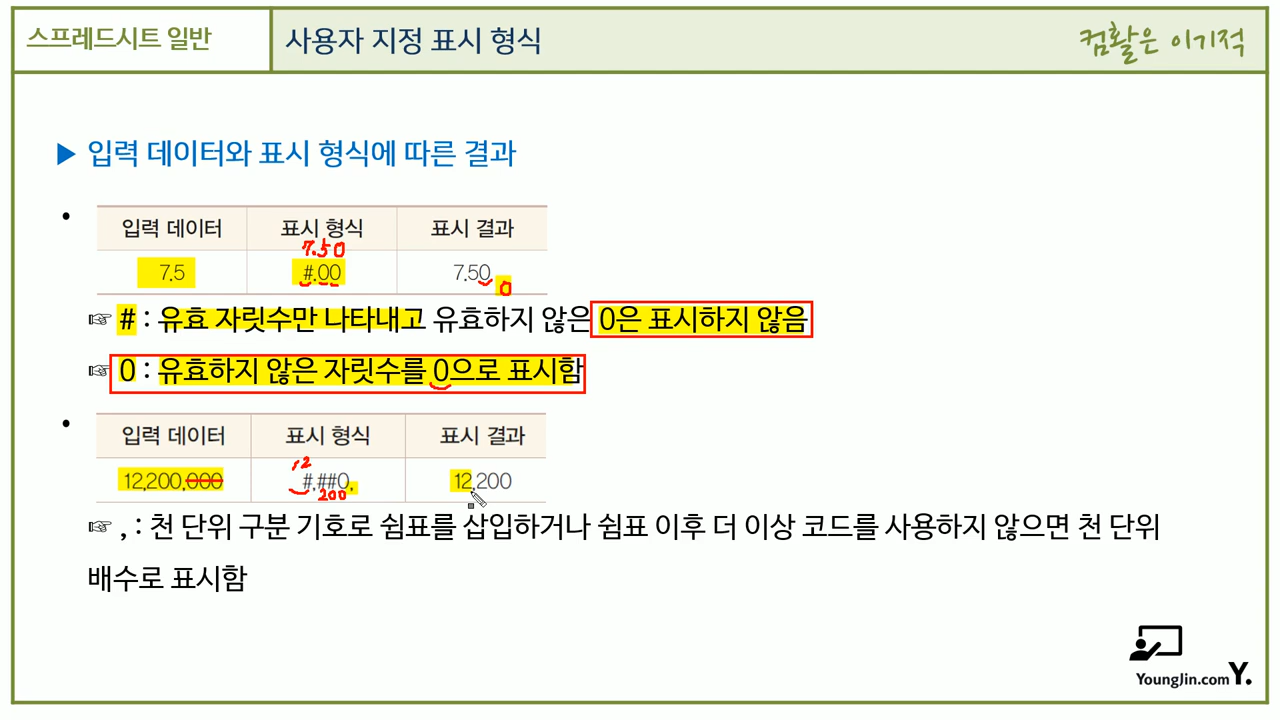 스프레드시트 일반
사용자 지정 표시 형식
컴활은 이기적
▶ 입력 데이터와 표시 형식에 따른 결과
• 입력 데이터 표시 형식 표시 결과
7.50
7.5 #.00 7.50
0
☞ # : 유효 자릿수만 나타내고 유효하지 않은 0은 표시하지 않음
☞ 0 : 유효하지 않은 자릿수를 0으로 표시함
• 입력 데이터 표시 형식 표시 결과
12
12,200,000 #,##0, 12,200
200
☞ , : 천 단위 구분 기호로 쉼표를 삽입하거나 쉼표 이후 더 이상 코드를 사용하지 않으면 천 단위
배수로 표시함
YoungJin.com Y.